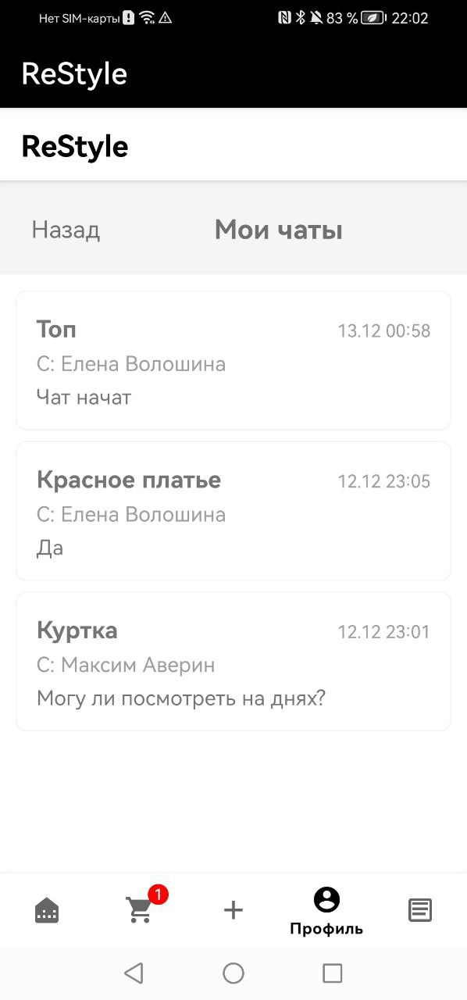 Нет SIM-карты 83 % 22:02
ReStyle
ReStyle
Назад Мои чаты
Топ 13.12 00:58
С: Елена Волошина
Чат начат
Красное платье 12.12 23:05
С: Елена Волошина
Да
Куртка 12.12 23:01
С: Максим Аверин
Могу ли посмотреть на днях?
1
Профиль